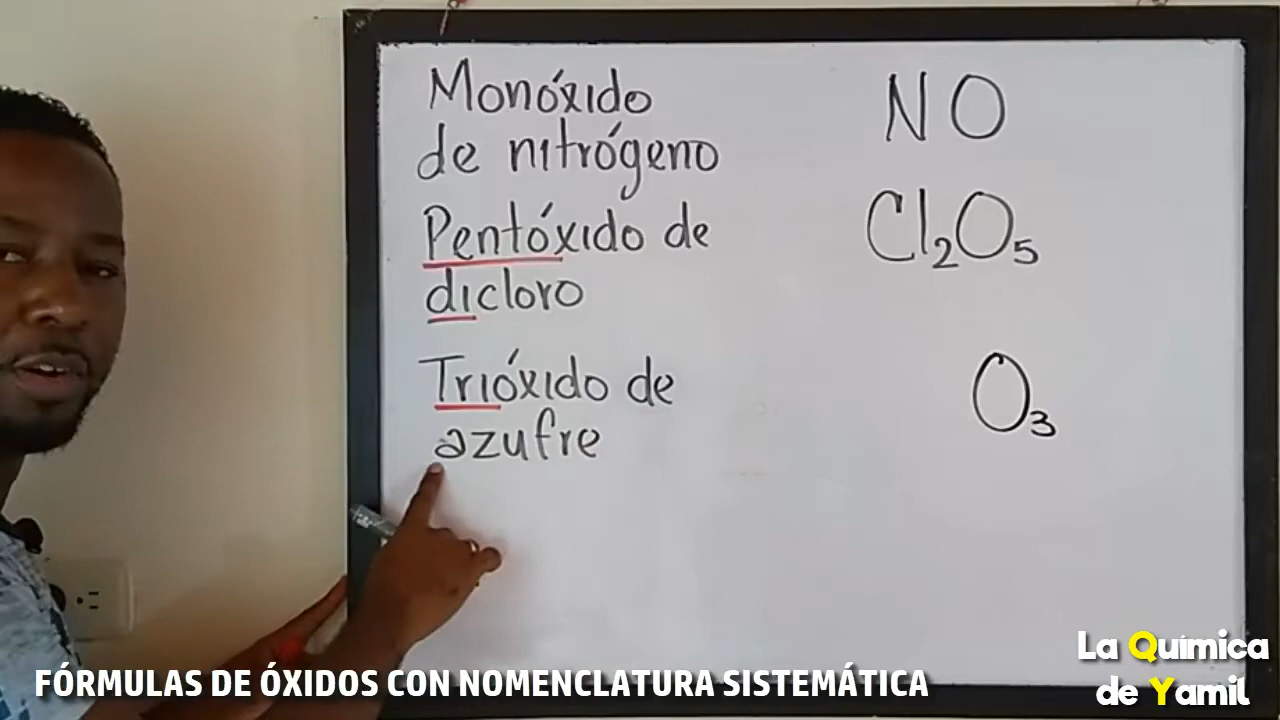 Monóxido
de nitrógeno
NO
Pentóxido de
dicloro
Cl₂O₅
Trióxido de
azufre
O₃
FÓRMULAS DE ÓXIDOS CON NOMENCLATURA SISTEMÁTICA
La Química
de Yamil